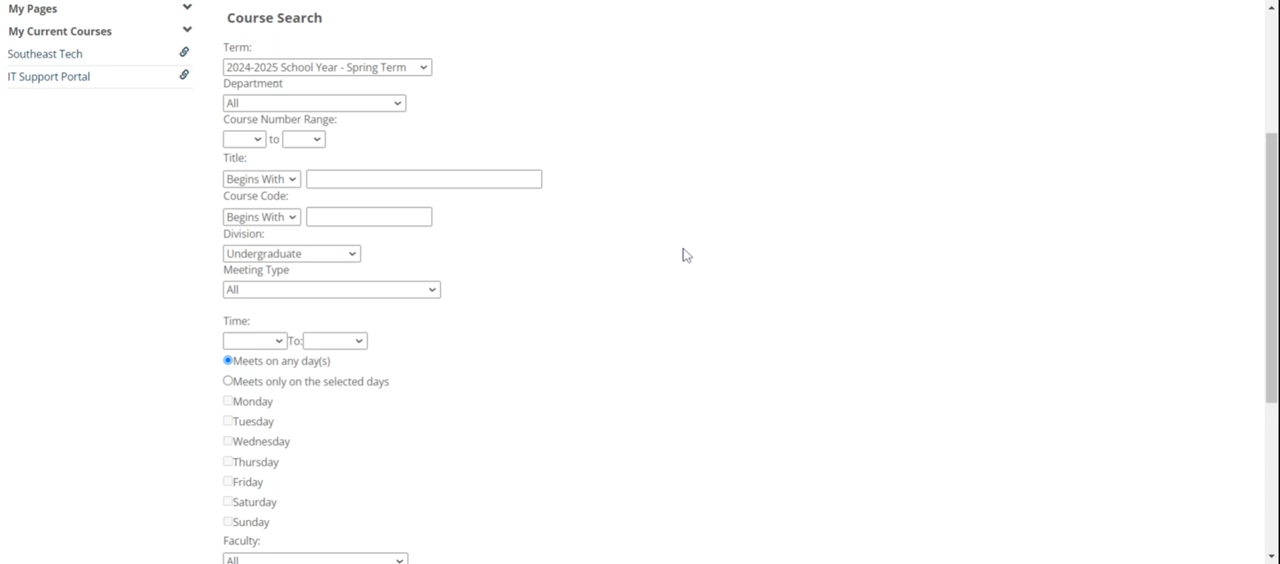 My Pages
My Current Courses
Southeast Tech
IT Support Portal
Course Search
Term:
2024-2025 School Year - Spring Term
Department
All
Course Number Range:
to
Title:
Begins With
Course Code:
Begins With
Division:
Undergraduate
Meeting Type
All
Time:
To:
Meets on any day(s)
Meets only on the selected days
Monday
Tuesday
Wednesday
Thursday
Friday
Saturday
Sunday
Faculty:
All